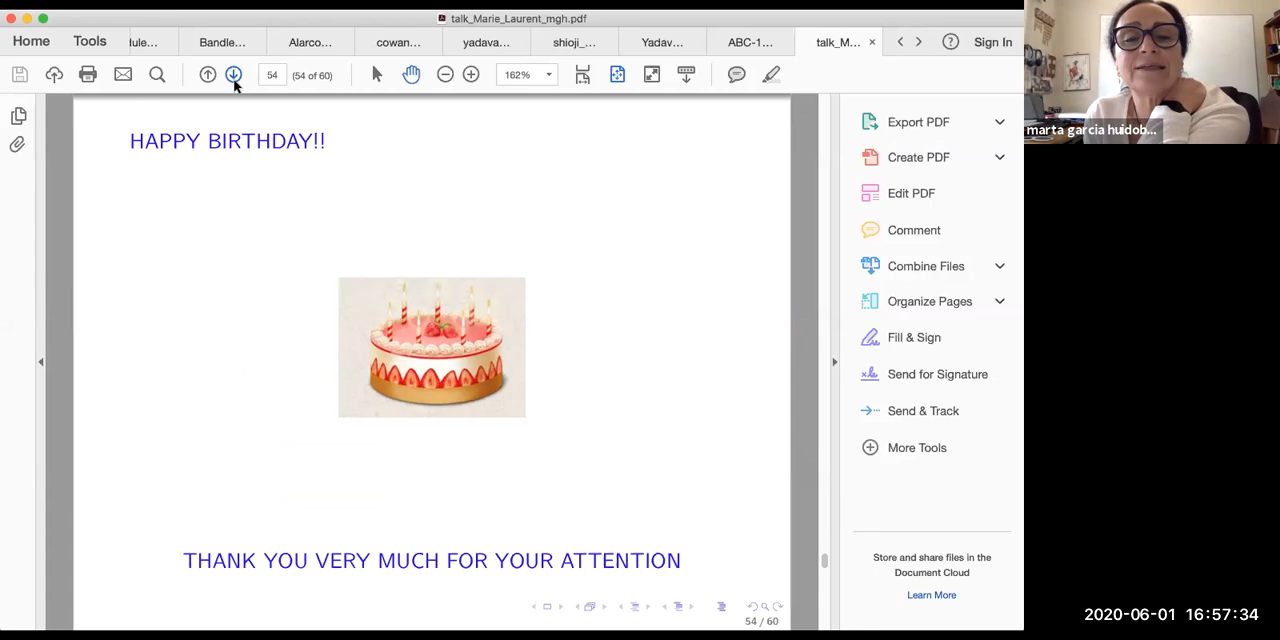 talk_Marie_Laurent_mgh.pdf
Home Tools dule... Bandle... Alarco... cowan... yadava... shioji_... Yadav... ABC-1... talk_M... × Sign In
54 (54 of 60) 162%
marta garcia huidob...
HAPPY BIRTHDAY!!
THANK YOU VERY MUCH FOR YOUR ATTENTION
54 / 60
Export PDF
Create PDF
Edit PDF
Comment
Combine Files
Organize Pages
Fill & Sign
Send for Signature
Send & Track
More Tools
Store and share files in the
Document Cloud
Learn More
2020-06-01 16:57:34